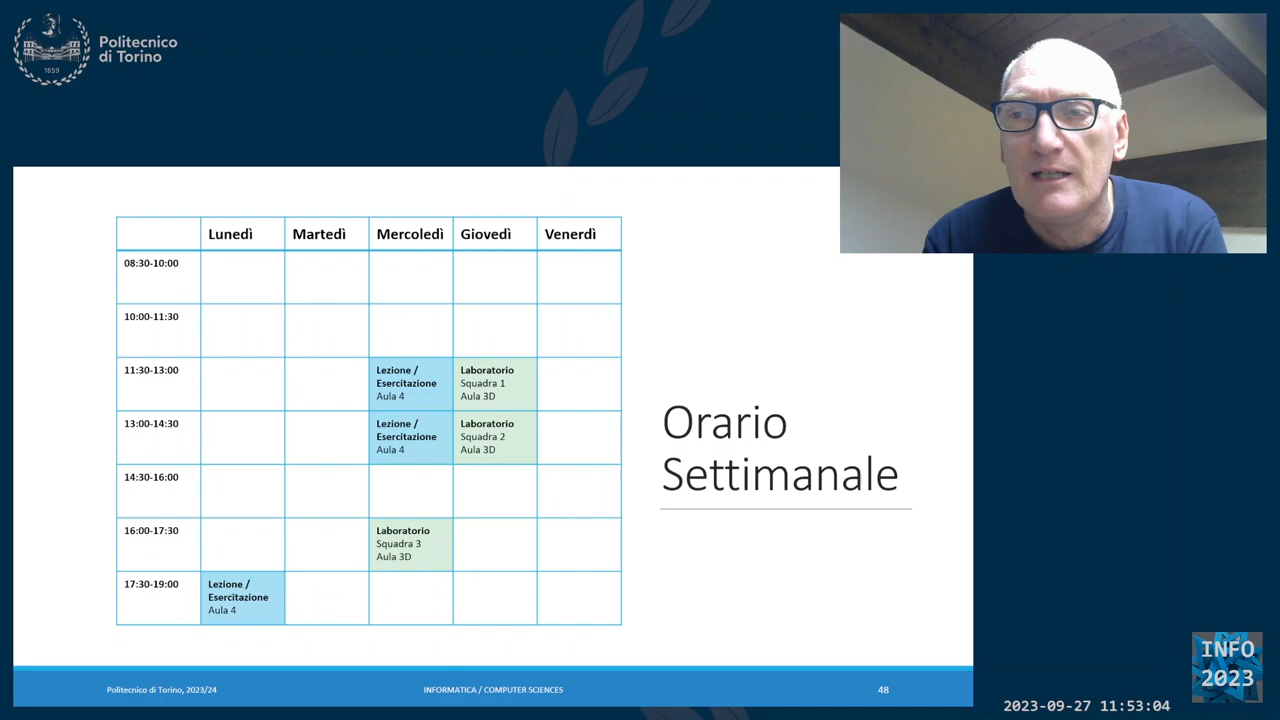 Politecnico
di Torino
1859
Lunedì Martedì Mercoledì Giovedì Venerdì
08:30-10:00
10:00-11:30
11:30-13:00
Lezione /
Esercitazione
Aula 4
Laboratorio
Squadra 1
Aula 3D
13:00-14:30
Lezione /
Esercitazione
Aula 4
Laboratorio
Squadra 2
Aula 3D
14:30-16:00
16:00-17:30
Laboratorio
Squadra 3
Aula 3D
17:30-19:00
Lezione /
Esercitazione
Aula 4
Orario
Settimanale
Politecnico di Torino, 2023/24
INFORMATICA / COMPUTER SCIENCES
48
INFO
2023
2023-09-27 11:53:04